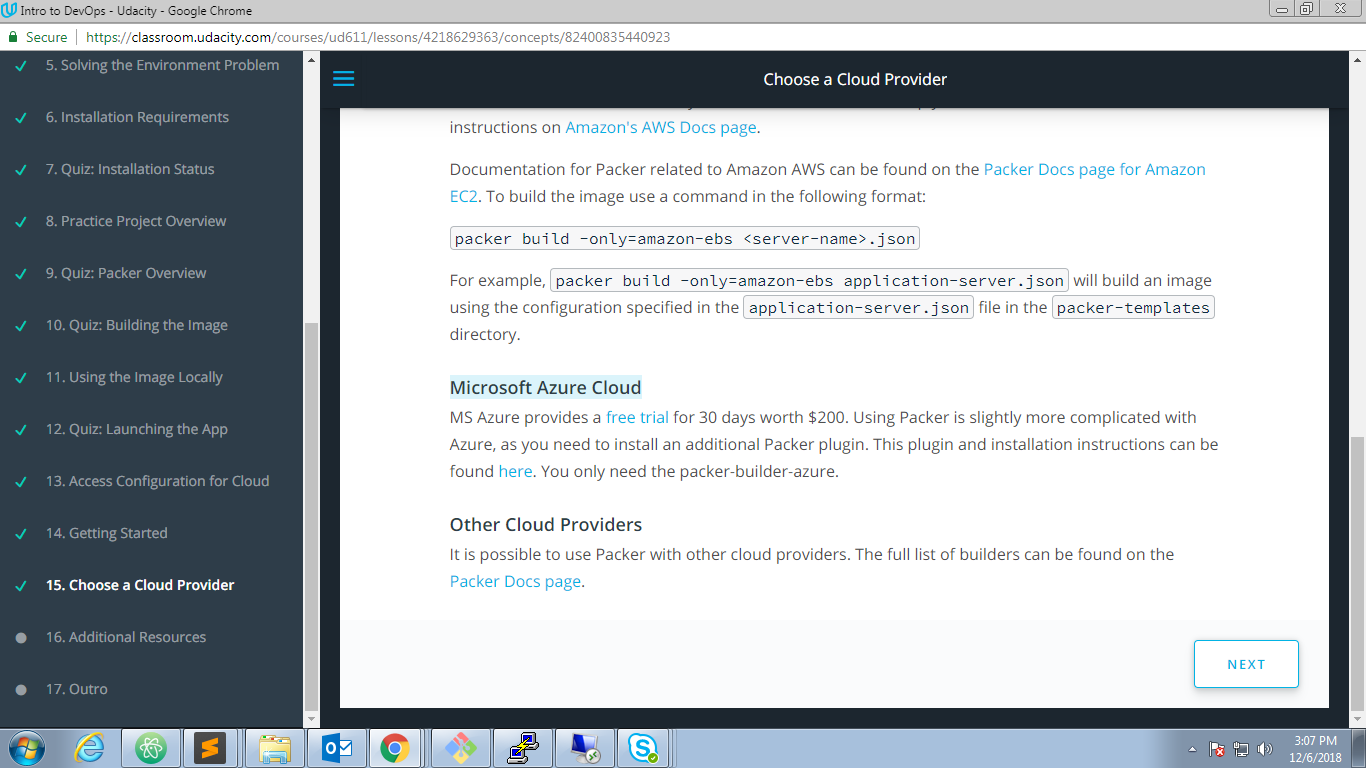 Intro to DevOps - Udacity - Google Chrome
Secure https://classroom.udacity.com/courses/ud611/lessons/4218629363/concepts/82400835440923
5. Solving the Environment Problem
6. Installation Requirements
7. Quiz: Installation Status
8. Practice Project Overview
9. Quiz: Packer Overview
10. Quiz: Building the Image
11. Using the Image Locally
12. Quiz: Launching the App
13. Access Configuration for Cloud
14. Getting Started
15. Choose a Cloud Provider
16. Additional Resources
17. Outro
Choose a Cloud Provider
instructions on Amazon's AWS Docs page.
Documentation for Packer related to Amazon AWS can be found on the Packer Docs page for Amazon
EC2. To build the image use a command in the following format:
packer build -only=amazon-ebs <server-name>.json
For example, packer build -only=amazon-ebs application-server.json will build an image
using the configuration specified in the application-server.json file in the packer-templates
directory.
Microsoft Azure Cloud
MS Azure provides a free trial for 30 days worth $200. Using Packer is slightly more complicated with
Azure, as you need to install an additional Packer plugin. This plugin and installation instructions can be
found here. You only need the packer-builder-azure.
Other Cloud Providers
It is possible to use Packer with other cloud providers. The full list of builders can be found on the
Packer Docs page.
NEXT
3:07 PM
12/6/2018